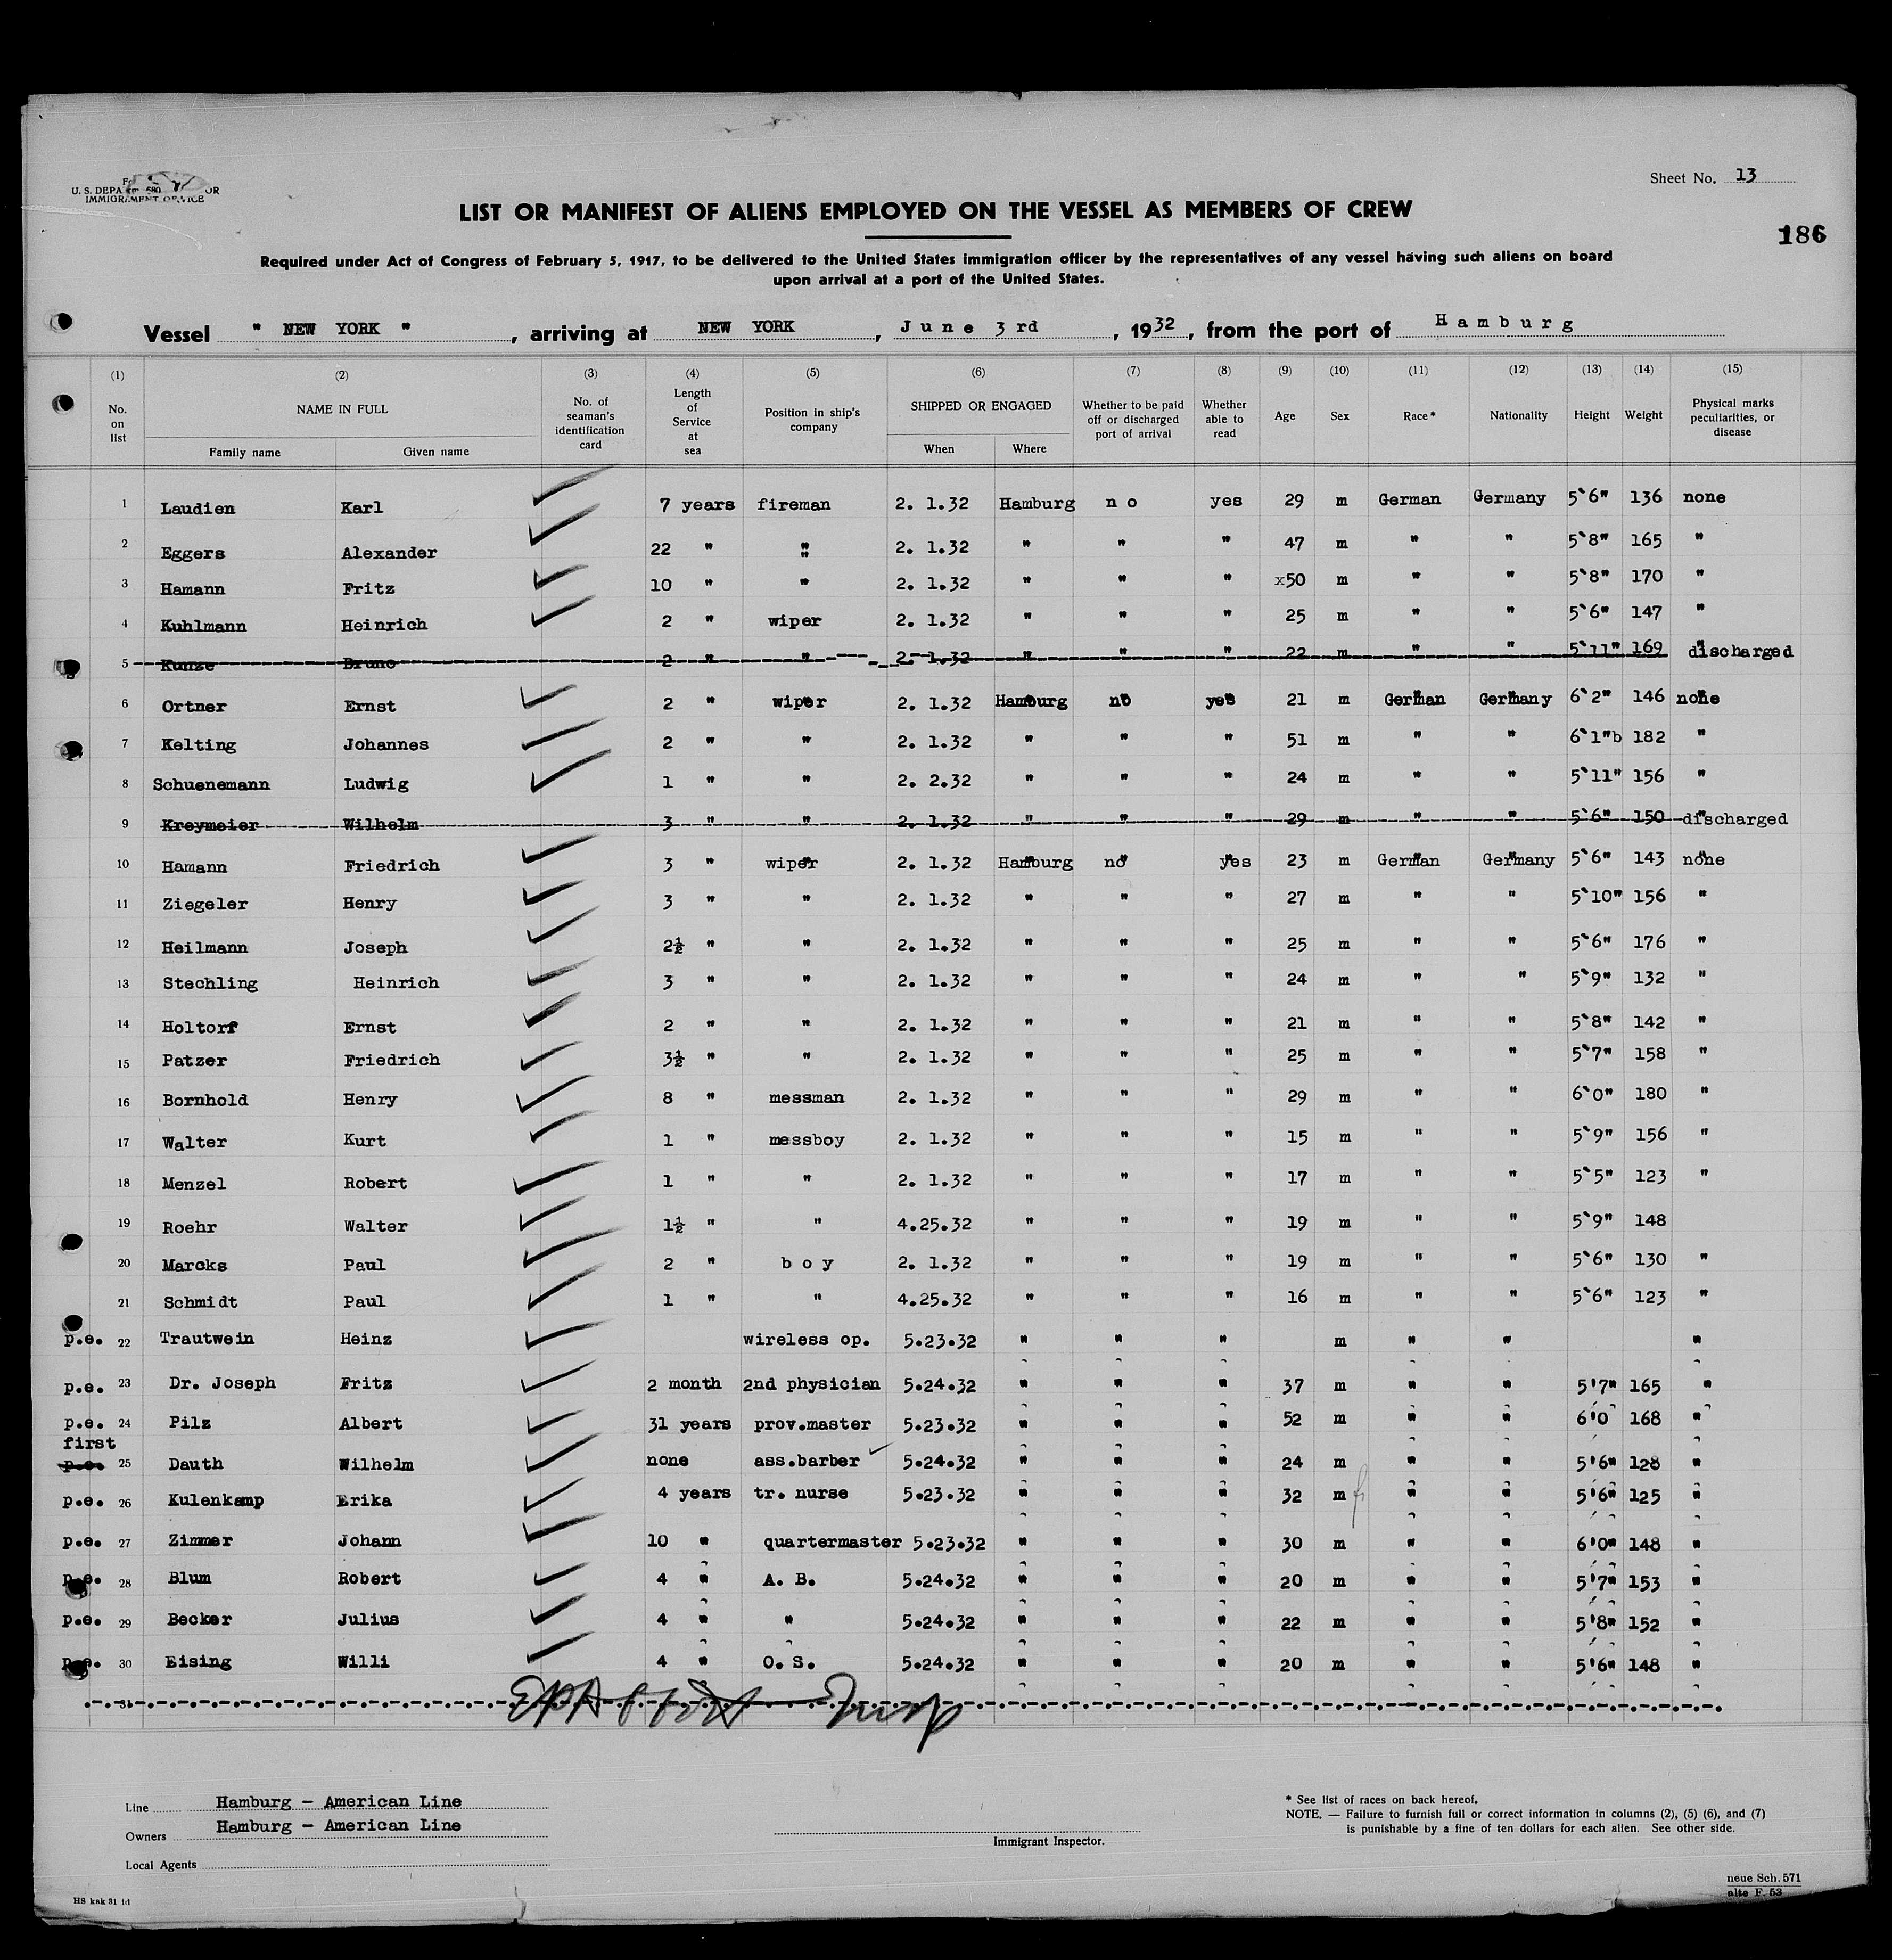 U. S. DEPA
IMMIGRA
Sheet No. 13
LIST OR MANIFEST OF ALIENS EMPLOYED ON THE VESSEL AS MEMBERS OF CREW
186
Required under Act of Congress of February 5, 1917, to be delivered to the United States immigration officer by the representatives of any vessel having such aliens on board
upon arrival at a port of the United States.
Vessel " NEW YORK " , arriving at NEW YORK , June 3 rd , 1932, from the port of Hamburg
(1) (2) (3) (4) (5) (6) (7) (8) (9) (10) (11) (12) (13) (14) (15)
No. on list NAME IN FULL Family name Given name No. of seaman's identification card Length of Service at sea Position in ship's company SHIPPED OR ENGAGED When Where Whether to be paid off or discharged port of arrival Whether able to read Age Sex Race* Nationality Height Weight Physical marks peculiarities, or disease
1 Laudien Karl 7 years fireman 2. 1.32 Hamburg no yes 29 m German Germany 5`6" 136 none
2 Eggers Alexander 22 " " 2. 1.32 " " " 47 m " " 5`8" 165 "
3 Hamann Fritz 10 " " 2. 1.32 " " " x50 m " " 5`8" 170 "
4 Kuhlmann Heinrich 2 " wiper 2. 1.32 " " " 25 m " " 5`6" 147 "
5 Kunze Bruno 2 " " 2. 1.32 " " " 22 m " " 5`11" 169 discharged
6 Ortner Ernst 2 " wiper 2. 1.32 Hamburg no yes 21 m German Germany 6`2" 146 none
7 Kelting Johannes 2 " " 2. 1.32 " " " 51 m " " 6`1"b 182 "
8 Schuenemann Ludwig 1 " " 2. 2.32 " " " 24 m " " 5`11" 156 "
9 Kreymeier Wilhelm 3 " " 2. 1.32 " " " 29 m " " 5`6" 150 discharged
10 Hamann Friedrich 3 " wiper 2. 1.32 Hamburg no yes 23 m German Germany 5`6" 143 none
11 Ziegeler Henry 3 " " 2. 1.32 " " " 27 m " " 5`10" 156 "
12 Heilmann Joseph 2½ " " 2. 1.32 " " " 25 m " " 5`6" 176 "
13 Stechling Heinrich 3 " " 2. 1.32 " " " 24 m " " 5`9" 132 "
14 Holtorf Ernst 2 " " 2. 1.32 " " " 21 m " " 5`8" 142 "
15 Patzer Friedrich 3½ " " 2. 1.32 " " " 25 m " " 5`7" 158 "
16 Bornhold Henry 8 " messman 2. 1.32 " " " 29 m " " 6`0" 180 "
17 Walter Kurt 1 " messboy 2. 1.32 " " " 15 m " " 5`9" 156 "
18 Menzel Robert 1 " " 2. 1.32 " " " 17 m " " 5`5" 123 "
19 Roehr Walter 1½ " " 4.25.32 " " " 19 m " " 5`9" 148
20 Marcks Paul 2 " boy 2. 1.32 " " " 19 m " " 5`6" 130 "
21 Schmidt Paul 1 " " 4.25.32 " " " 16 m " " 5`6" 123 "
p.e. 22 Trautwein Heinz wireless op. 5.23.32 " " " m " " "
p.e. 23 Dr. Joseph Fritz 2 month 2nd physician 5.24.32 " " " 37 m " " 5'7" 165 "
p.e. 24 Pilz Albert 31 years prov.master 5.23.32 " " " 52 m " " 6'0 168 "
first
p.e. 25 Dauth Wilhelm none ass.barber 5.24.32 " " " 24 m " " 5'6" 128 "
p.e. 26 Kulenkamp Erika 4 years tr. nurse 5.23.32 " " " 32 m f " " 5'6" 125 "
p.e. 27 Zimmer Johann 10 " quartermaster 5.23.32 " " " 30 m " " 6'0" 148 "
p.e. 28 Blum Robert 4 " A. B. 5.24.32 " " " 20 m " " 5'7" 153 "
p.e. 29 Becker Julius 4 " " 5.24.32 " " " 22 m " " 5'8" 152 "
p.e. 30 Eising Willi 4 " O. S. 5.24.32 " " " 20 m " " 5'6" 148 "
31
Line Hamburg - American Line
Owners Hamburg - American Line
Local Agents
Immigrant Inspector.
* See list of races on back hereof.
NOTE. — Failure to furnish full or correct information in columns (2), (5) (6), and (7)
is punishable by a fine of ten dollars for each alien. See other side.
HS kak 31 1d
neue Sch. 571
alte F. 53